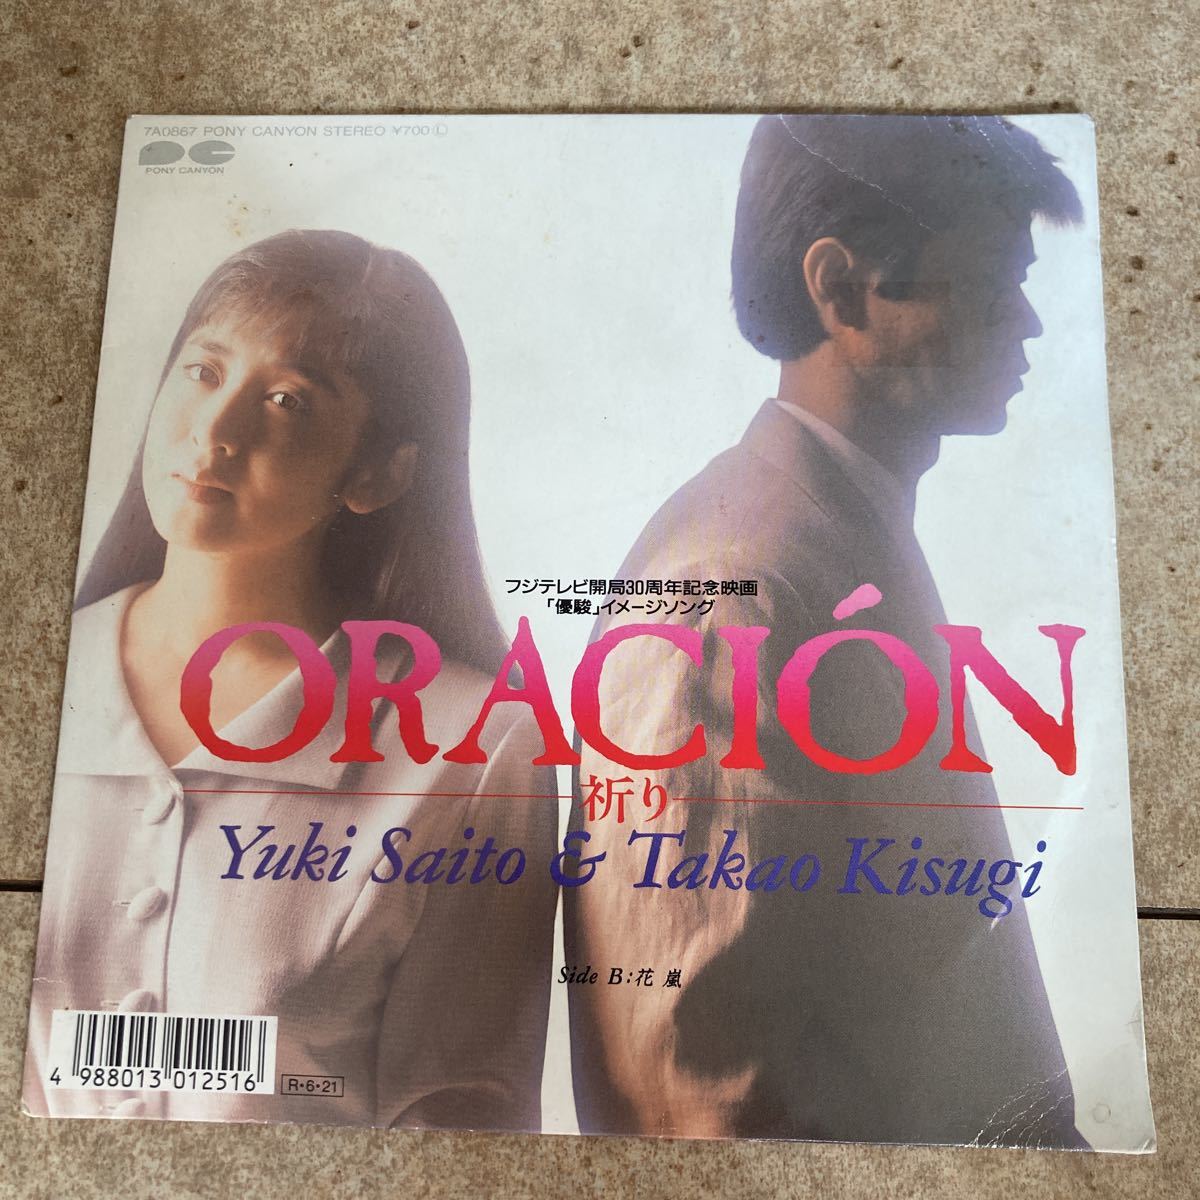 7A0867 PONY CANYON STEREO ¥700 Ⓛ
PONY CANYON
フジテレビ開局30周年記念映画
「優駿」イメージソング
ORACIÓN
祈り
Yuki Saito & Takao Kisugi
Side B:花 嵐
4 988013 012516
R・6・21